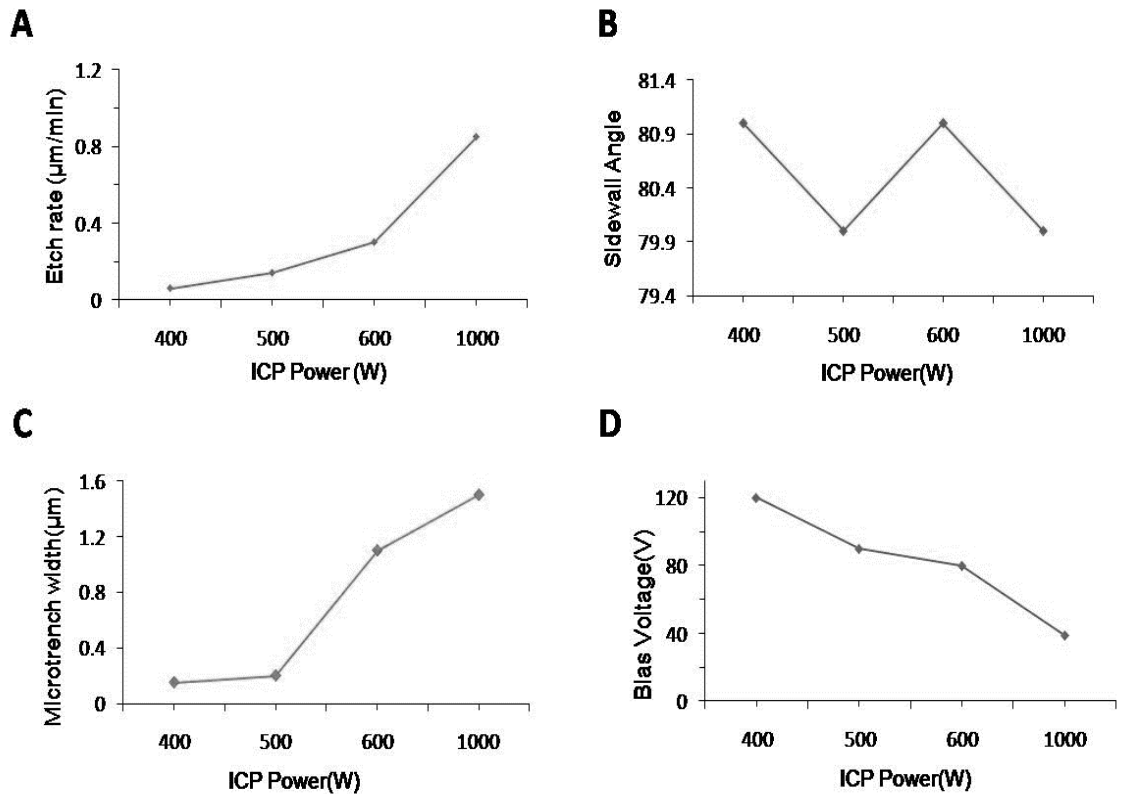 A
Etch rate (µm/min)
1.2
0.8
0.4
0
400 500 600 1000
ICP Power (W)
B
Sidewall Angle
81.4
80.9
80.4
79.9
79.4
400 500 600 1000
ICP Power(W)
C
Microtrench width(µm)
1.6
1.2
0.8
0.4
0
400 500 600 1000
ICP Power(W)
D
Bias Voltage(V)
120
80
40
0
400 500 600 1000
ICP Power(W)